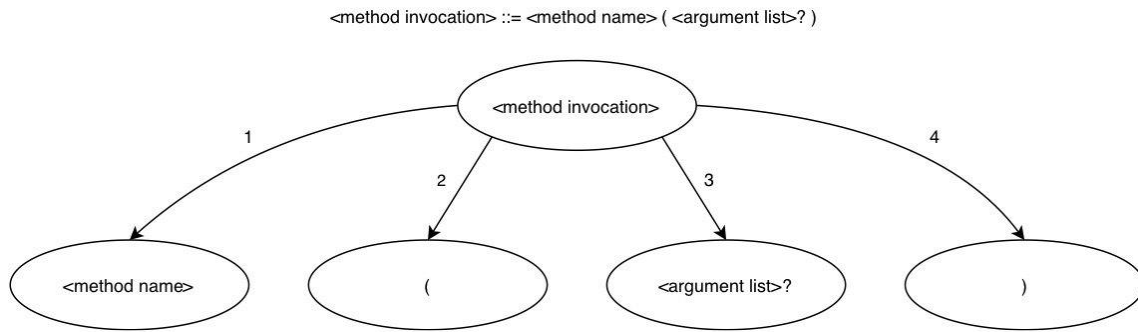 <method invocation> ::= <method name> ( <argument list>? )
<method invocation>
1
2
3
4
<method name>
(
<argument list>?
)